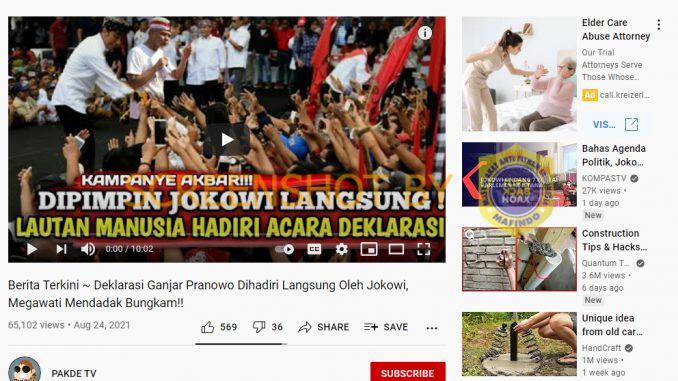 KAMPANYE AKBAR!!!
DIPIMPIN JOKOWI LANGSUNG !
LAUTAN MANUSIA HADIRI ACARA DEKLARASI
0:00 / 10:02
CC
Berita Terkini ~ Deklarasi Ganjar Pranowo Dihadiri Langsung Oleh Jokowi,
Megawati Mendadak Bungkam!!
65,102 views • Aug 24, 2021
569
36
SHARE
SAVE
PAKDE TV
SUBSCRIBE
Elder Care
Abuse Attorney
Our Trial
Attorneys Serve
Those Whose...
Ad call.kreizerl...
VIS...
Bahas Agenda
Politik, Joko...
KOMPASTV
27K views •
1 day ago
New
HOAX
MAFINDO
Construction
Tips & Hacks...
Quantum T...
3.6M views •
6 days ago
New
Unique idea
from old car...
HandCraft
1M views •
1 week ago